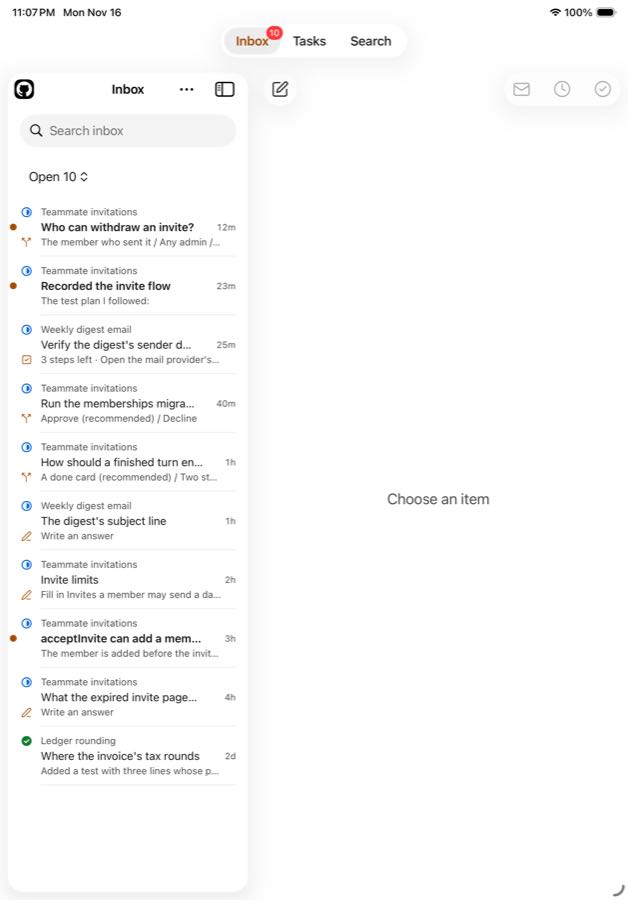 11:07 PM Mon Nov 16
100%
Inbox
10
Tasks
Search
Inbox
Search inbox
Open 10
Teammate invitations
Who can withdraw an invite?
12m
The member who sent it / Any admin /...
Teammate invitations
Recorded the invite flow
23m
The test plan I followed:
Weekly digest email
Verify the digest's sender d...
25m
3 steps left · Open the mail provider's...
Teammate invitations
Run the memberships migra...
40m
Approve (recommended) / Decline
Teammate invitations
How should a finished turn en...
1h
A done card (recommended) / Two st...
Weekly digest email
The digest's subject line
1h
Write an answer
Teammate invitations
Invite limits
2h
Fill in Invites a member may send a da...
Teammate invitations
acceptInvite can add a mem...
3h
The member is added before the invit...
Teammate invitations
What the expired invite page...
4h
Write an answer
Ledger rounding
Where the invoice's tax rounds
2d
Added a test with three lines whose p...
Choose an item